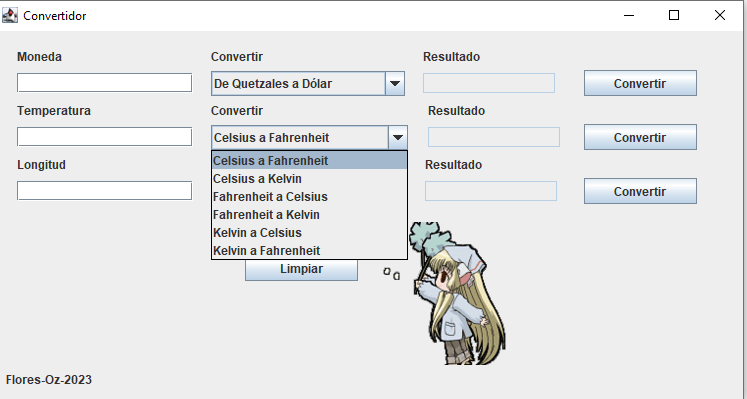 Convertidor
Moneda Convertir Resultado
De Quetzales a Dólar Convertir
Temperatura Convertir Resultado
Celsius a Fahrenheit Convertir
Longitud Resultado
Celsius a Fahrenheit
Celsius a Kelvin
Convertir
Fahrenheit a Celsius
Fahrenheit a Kelvin
Kelvin a Celsius
Kelvin a Fahrenheit
Limpiar
Flores-Oz-2023